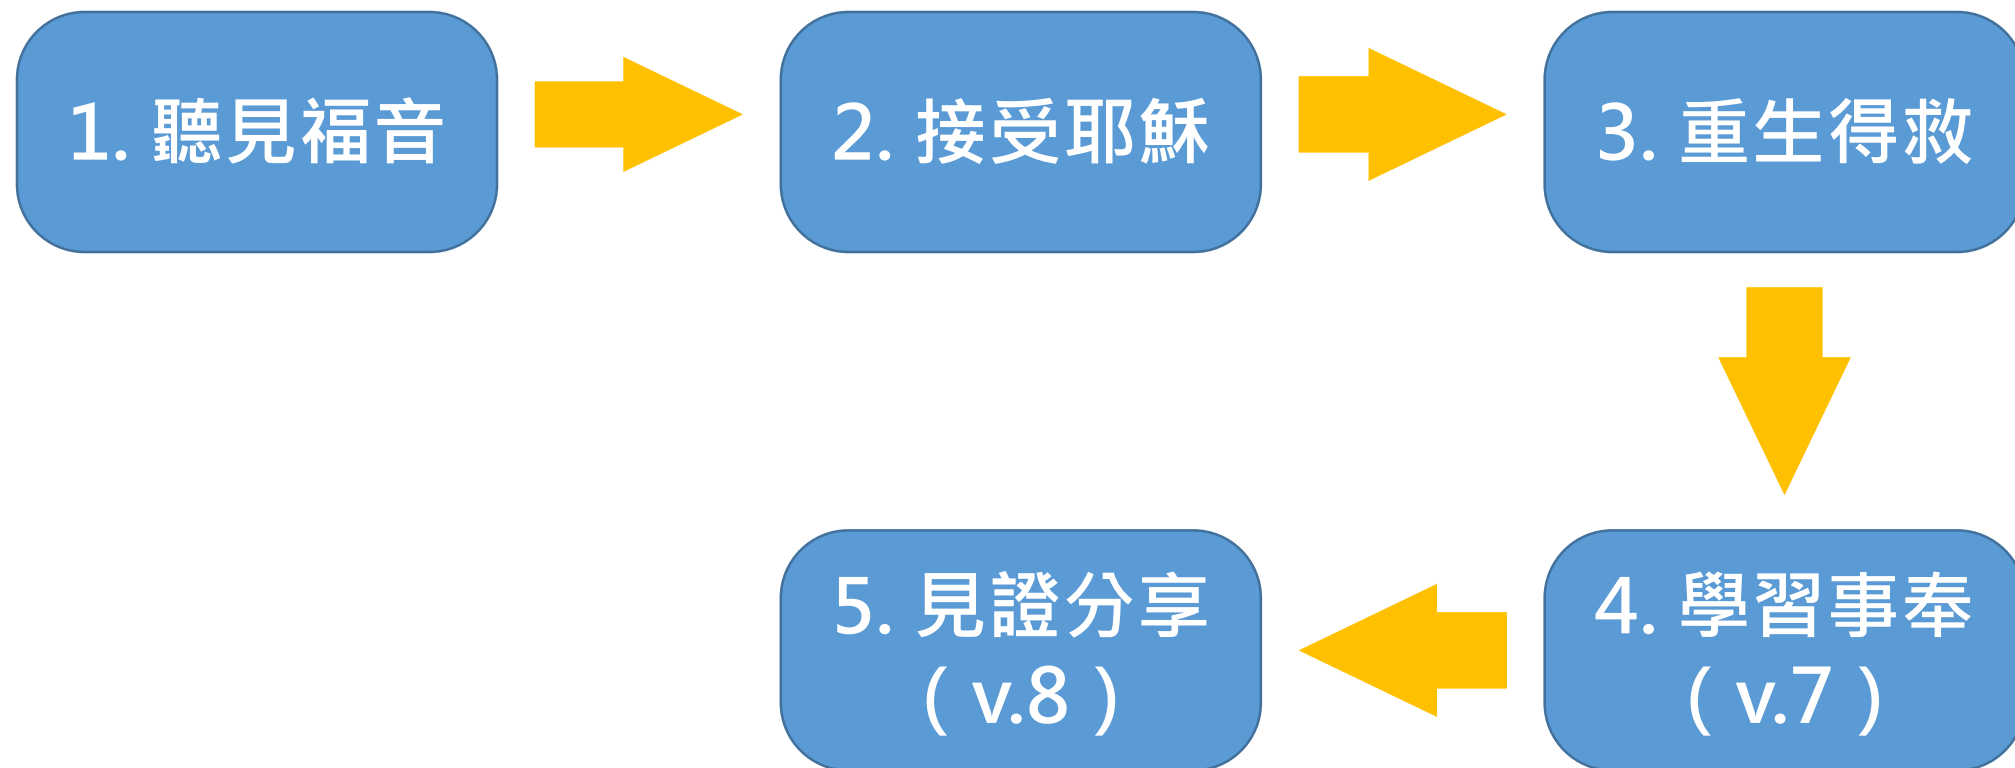 1. 聽見福音
2. 接受耶穌
3. 重生得救
4. 學習事奉
( v.7 )
5. 見證分享
( v.8 )